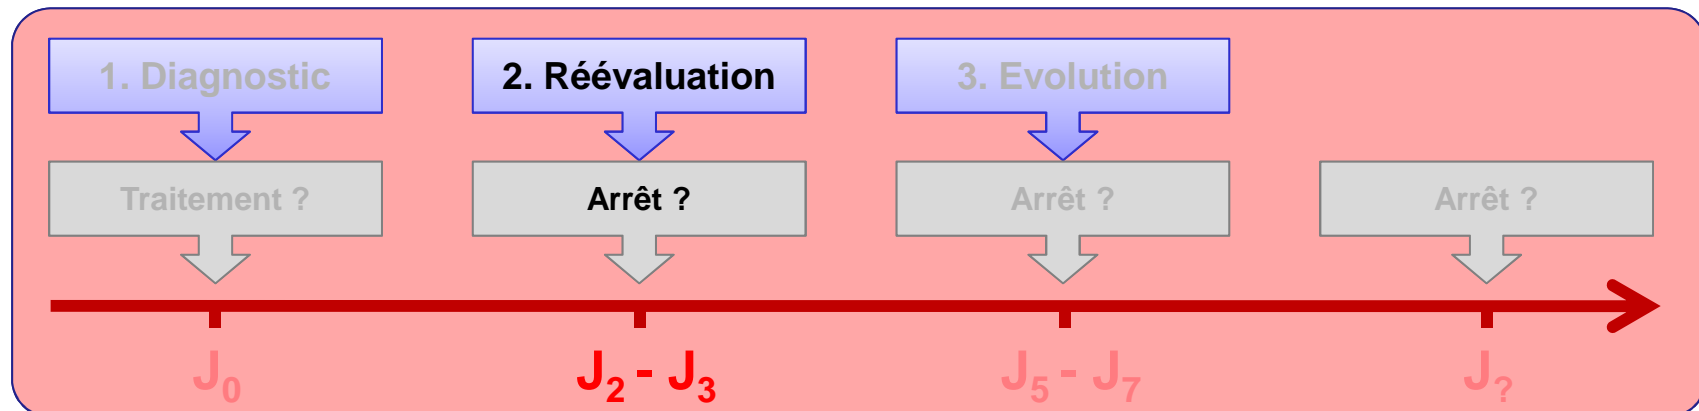 1. Diagnostic 2. Réévaluation 3. Evolution
Traitement ? Arrêt ? Arrêt ? Arrêt ?
J0 J2 - J3 J5 - J7 J?